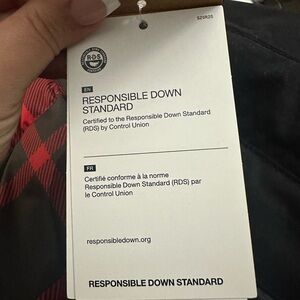 RDS
S25R2S
EN
RESPONSIBLE DOWN
STANDARD
Certified to the Responsible Down Standard
(RDS) by Control Union
FR
Certifié conforme à la norme
Responsible Down Standard (RDS) par
le Control Union
responsibledown.org
RESPONSIBLE DOWN STANDARD